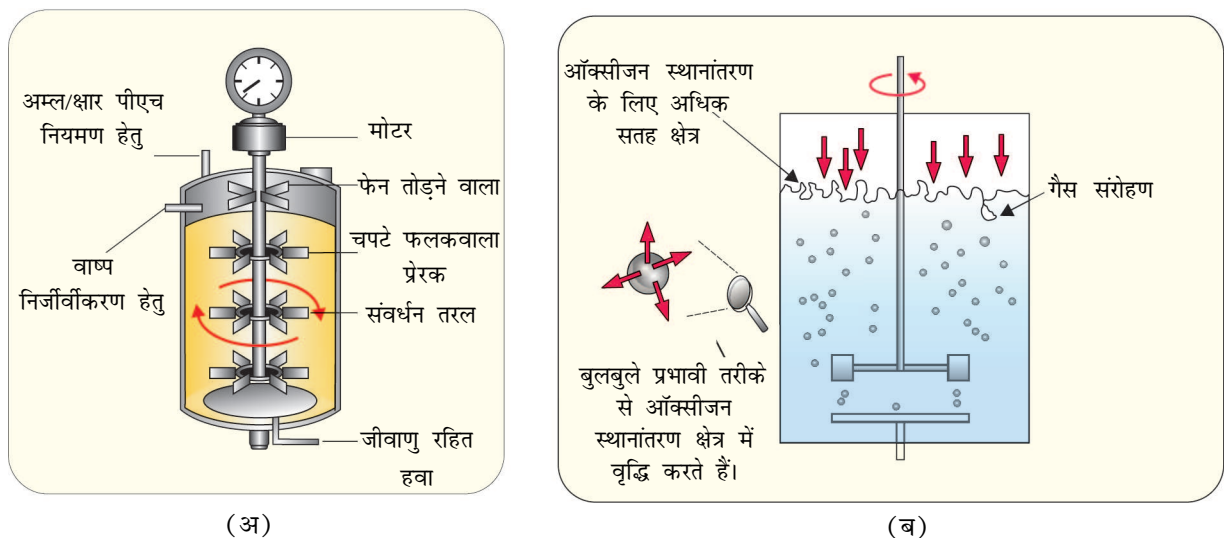 अम्ल/क्षार पीएच
नियमण हेतु
वाष्प
निर्जीर्वीकरण हेतु
मोटर
फेन तोड़ने वाला
चपटे फलकवाला
प्रेरक
संवर्धन तरल
जीवाणु रहित
हवा
(अ)
ऑक्सीजन स्थानांतरण
के लिए अधिक
सतह क्षेत्र
गैस संरोहण
बुलबुले प्रभावी तरीके
से ऑक्सीजन
स्थानांतरण क्षेत्र में
वृद्धि करते हैं।
(ब)